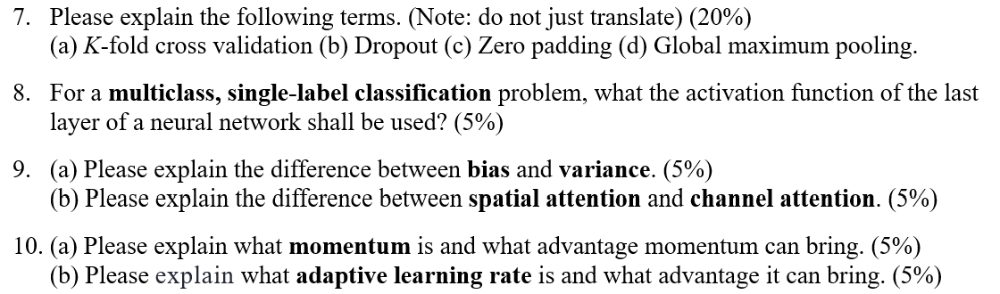 7. Please explain the following terms. (Note: do not just translate) (20%)
(a) K-fold cross validation (b) Dropout (c) Zero padding (d) Global maximum pooling.
8. For a multiclass, single-label classification problem, what the activation function of the last
layer of a neural network shall be used? (5%)
9. (a) Please explain the difference between bias and variance. (5%)
(b) Please explain the difference between spatial attention and channel attention. (5%)
10. (a) Please explain what momentum is and what advantage momentum can bring. (5%)
(b) Please explain what adaptive learning rate is and what advantage it can bring. (5%)